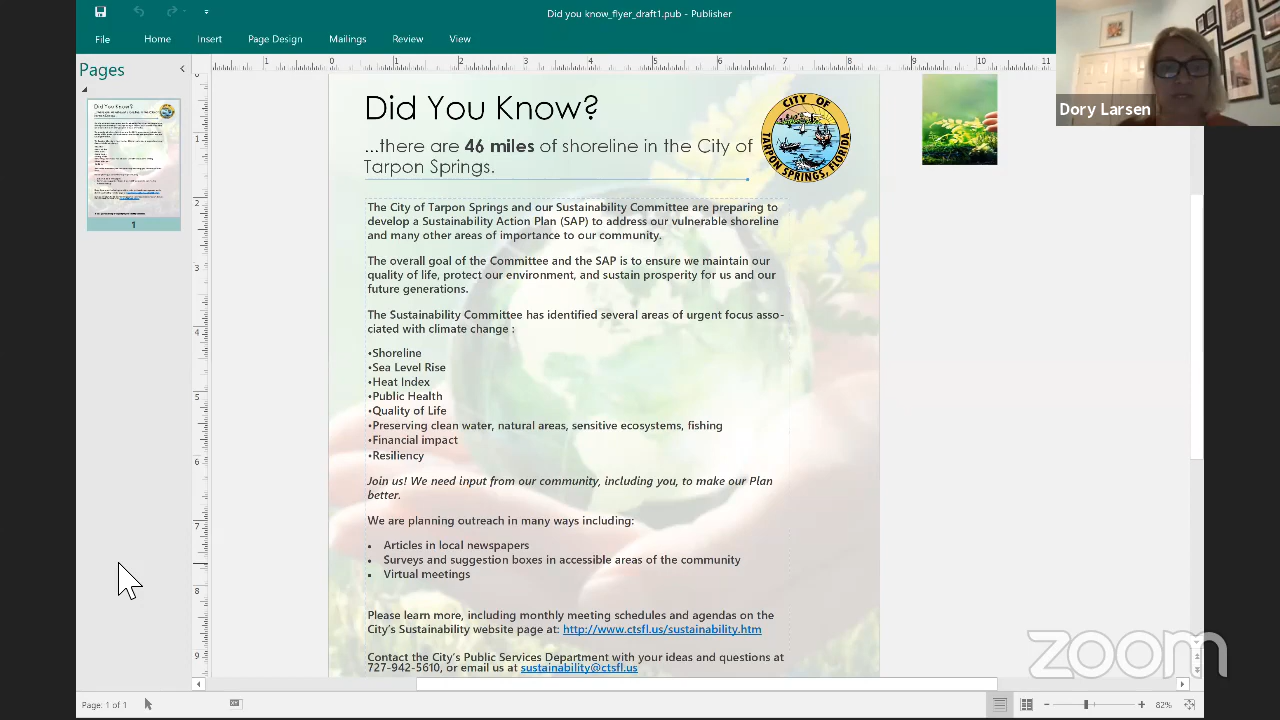 Did you know_flyer_draft1.pub - Publisher
File Home Insert Page Design Mailings Review View
Pages
1
Dory Larsen
Did You Know?
...there are 46 miles of shoreline in the City of
Tarpon Springs.
CITY OF
TARPON SPRINGS, FLORIDA
The City of Tarpon Springs and our Sustainability Committee are preparing to
develop a Sustainability Action Plan (SAP) to address our vulnerable shoreline
and many other areas of importance to our community.
The overall goal of the Committee and the SAP is to ensure we maintain our
quality of life, protect our environment, and sustain prosperity for us and our
future generations.
The Sustainability Committee has identified several areas of urgent focus asso-
ciated with climate change :
•Shoreline
•Sea Level Rise
•Heat Index
•Public Health
•Quality of Life
•Preserving clean water, natural areas, sensitive ecosystems, fishing
•Financial impact
•Resiliency
Join us! We need input from our community, including you, to make our Plan
better.
We are planning outreach in many ways including:
• Articles in local newspapers
• Surveys and suggestion boxes in accessible areas of the community
• Virtual meetings
Please learn more, including monthly meeting schedules and agendas on the
City's Sustainability website page at: http://www.ctsfl.us/sustainability.htm
Contact the City's Public Services Department with your ideas and questions at
727-942-5610, or email us at sustainability@ctsfl.us
zoom
Page: 1 of 1
82%